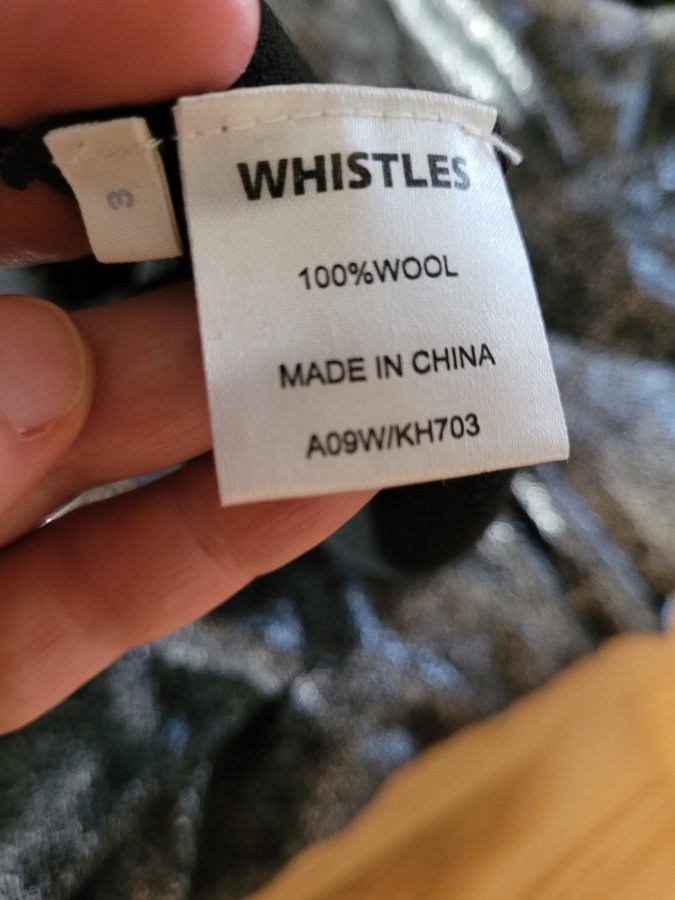 WHISTLES
100%WOOL
MADE IN CHINA
A09W/KH703
3